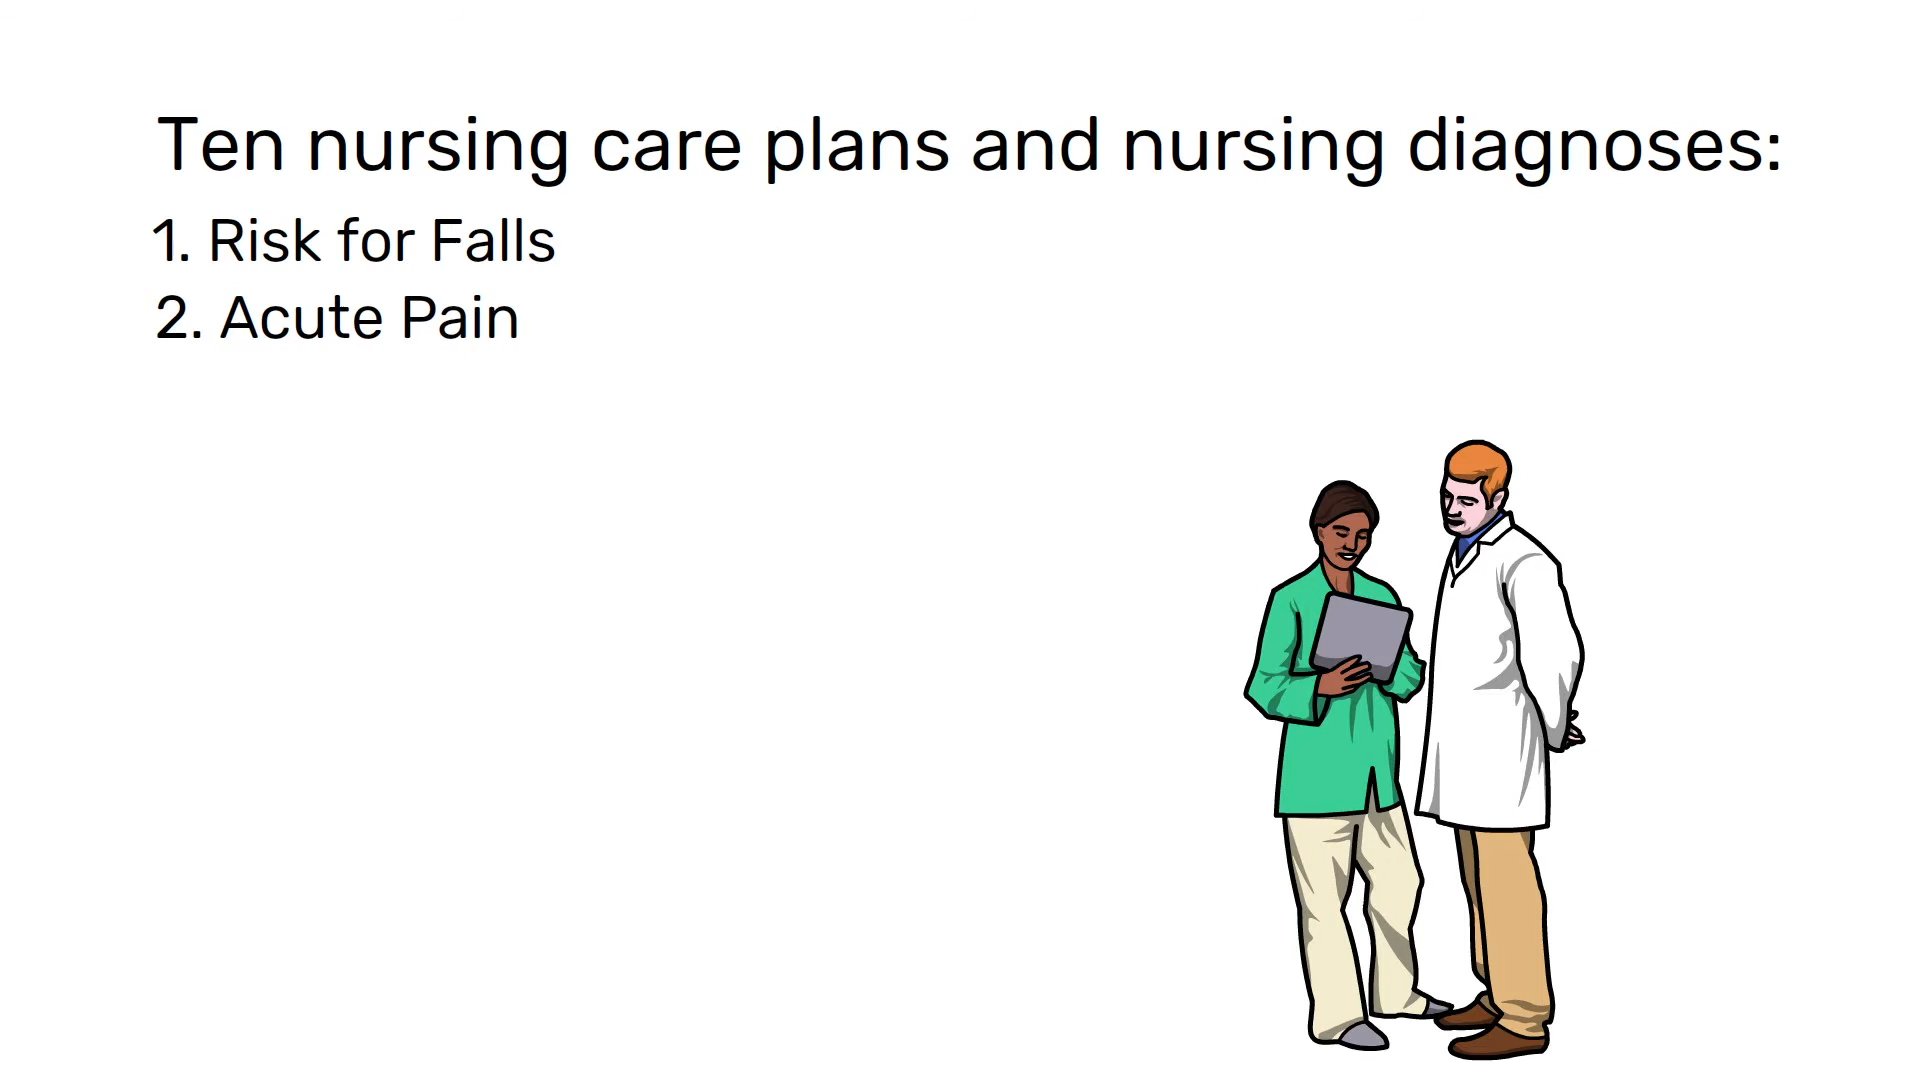 Ten nursing care plans and nursing diagnoses:
1. Risk for Falls
2. Acute Pain